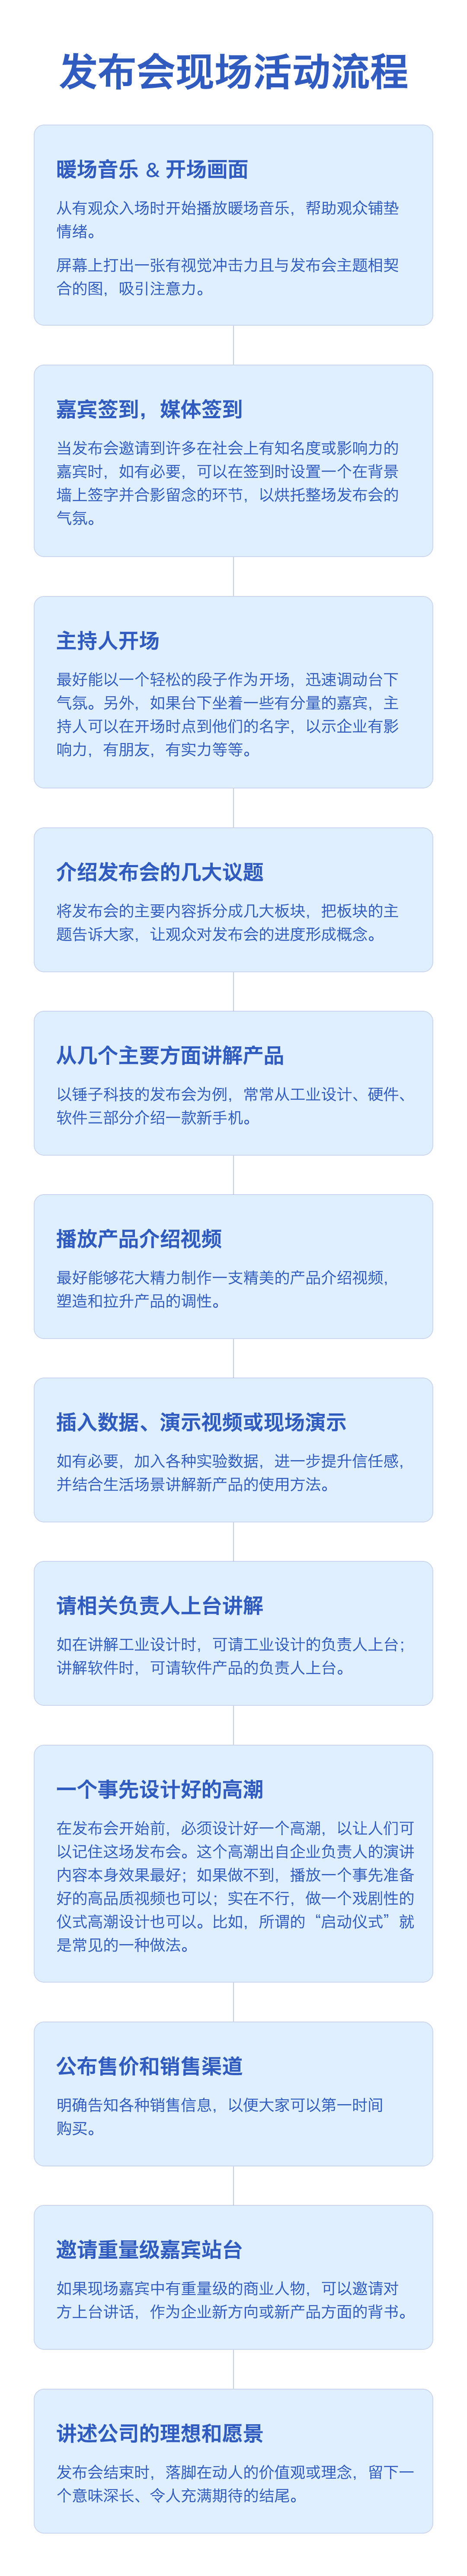 发布会现场活动流程
暖场音乐 & 开场画面
从有观众入场时开始播放暖场音乐，帮助观众铺垫
情绪。
屏幕上打出一张有视觉冲击力且与发布会主题相契
合的图，吸引注意力。
嘉宾签到，媒体签到
当发布会邀请到许多在社会上有知名度或影响力的
嘉宾时，如有必要，可以在签到时设置一个在背景
墙上签字并合影留念的环节，以烘托整场发布会的
气氛。
主持人开场
最好能以一个轻松的段子作为开场，迅速调动台下
气氛。另外，如果台下坐着一些有分量的嘉宾，主
持人可以在开场时点到他们的名字，以示企业有影
响力，有朋友，有实力等等。
介绍发布会的几大议题
将发布会的主要内容拆分成几大板块，把板块的主
题告诉大家，让观众对发布会的进度形成概念。
从几个主要方面讲解产品
以锤子科技的发布会为例，常常从工业设计、硬件、
软件三部分介绍一款新手机。
播放产品介绍视频
最好能够花大精力制作一支精美的产品介绍视频，
塑造和拉升产品的调性。
插入数据、演示视频或现场演示
如有必要，加入各种实验数据，进一步提升信任感，
并结合生活场景讲解新产品的使用方法。
请相关负责人上台讲解
如在讲解工业设计时，可请工业设计的负责人上台；
讲解软件时，可请软件产品的负责人上台。
一个事先设计好的高潮
在发布会开始前，必须设计好一个高潮，以让人们可
以记住这场发布会。这个高潮出自企业负责人的演讲
内容本身效果最好；如果做不到，播放一个事先准备
好的高品质视频也可以；实在不行，做一个戏剧性的
仪式高潮设计也可以。比如，所谓的“启动仪式”就
是常见的一种做法。
公布售价和销售渠道
明确告知各种销售信息，以便大家可以第一时间
购买。
邀请重量级嘉宾站台
如果现场嘉宾中有重量级的商业人物，可以邀请对
方上台讲话，作为企业新方向或新产品方面的背书。
讲述公司的理想和愿景
发布会结束时，落脚在动人的价值观或理念，留下一
个意味深长、令人充满期待的结尾。